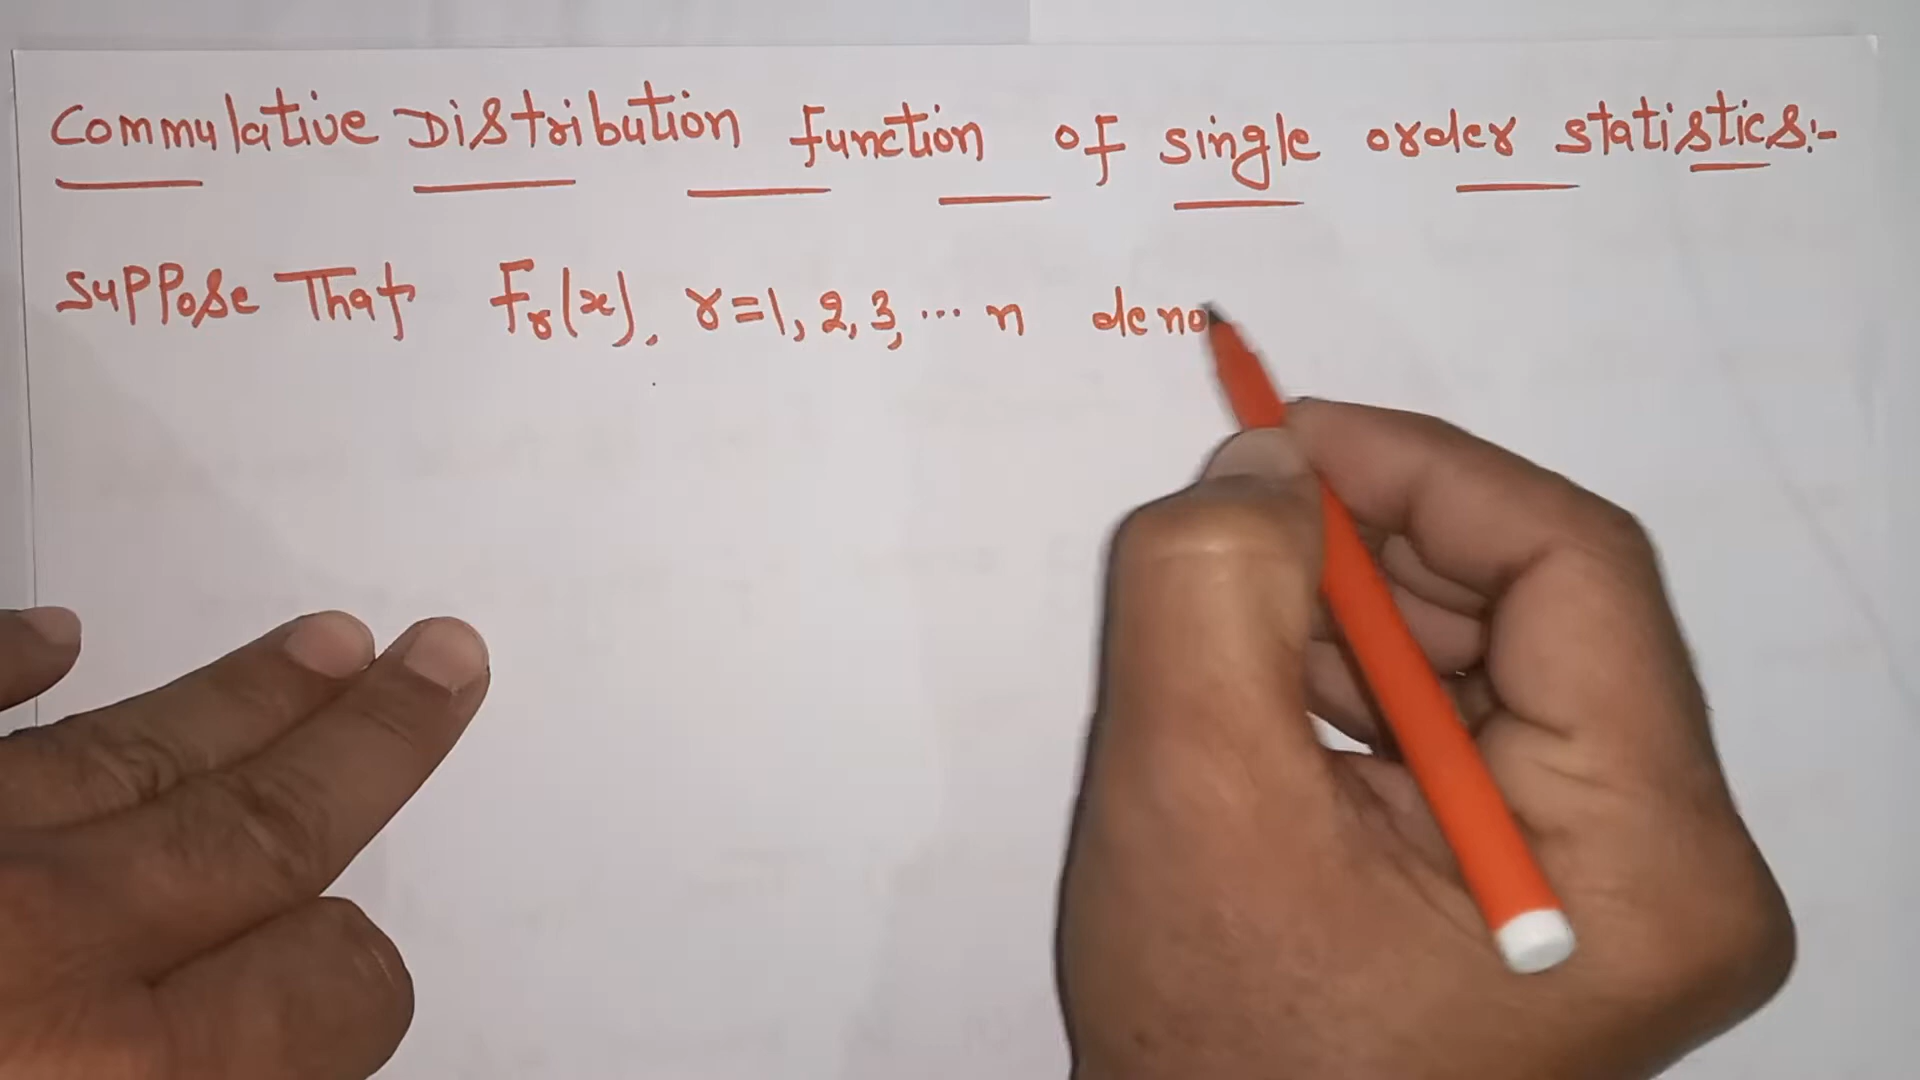 Commulative Distribution function of single order statistics:-
Suppose That Fr(x), r=1, 2, 3, ... n deno